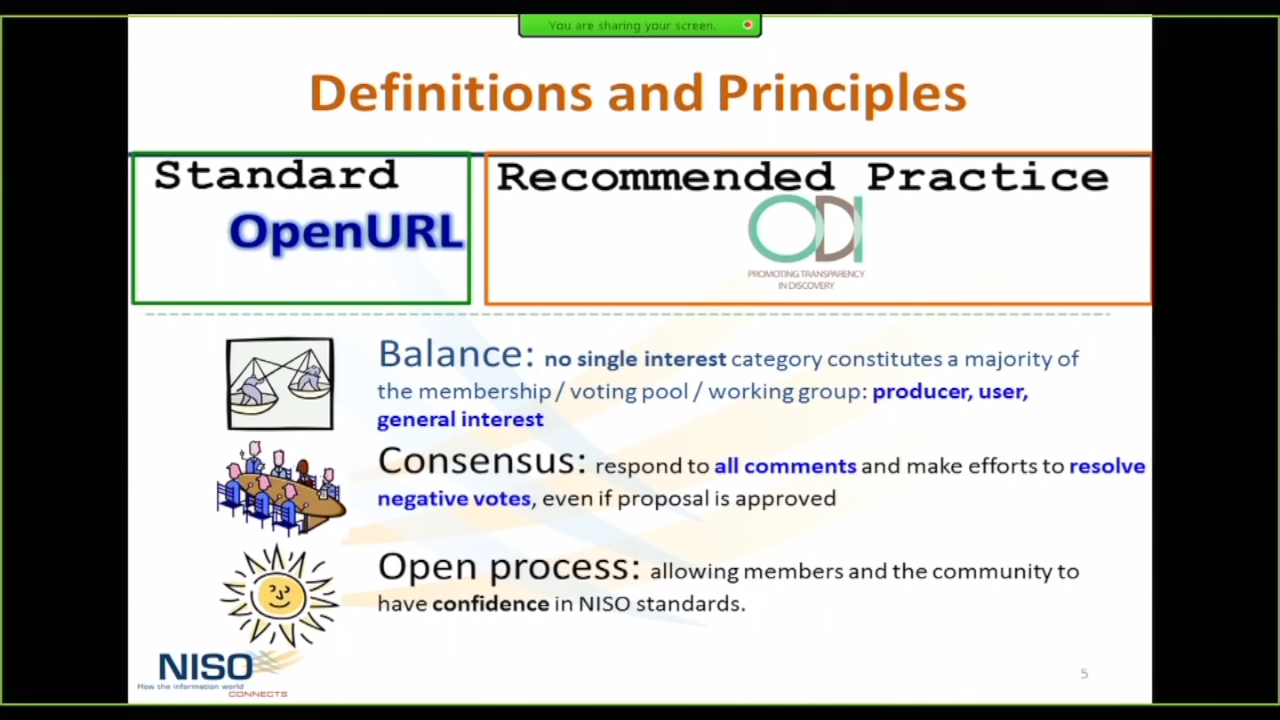 You are sharing your screen.
Definitions and Principles
Standard
OpenURL
Recommended Practice
ODI
PROMOTING TRANSPARENCY
IN DISCOVERY
Balance: no single interest category constitutes a majority of
the membership / voting pool / working group: producer, user,
general interest
Consensus: respond to all comments and make efforts to resolve
negative votes, even if proposal is approved
Open process: allowing members and the community to
have confidence in NISO standards.
NISO
How the information world
CONNECTS
5